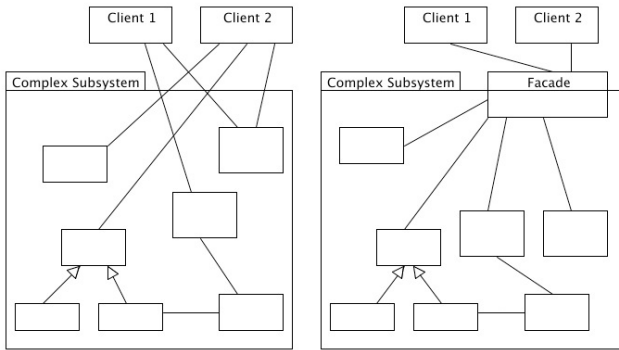 Client 1
Client 2
Complex Subsystem
Client 1
Client 2
Complex Subsystem
Facade